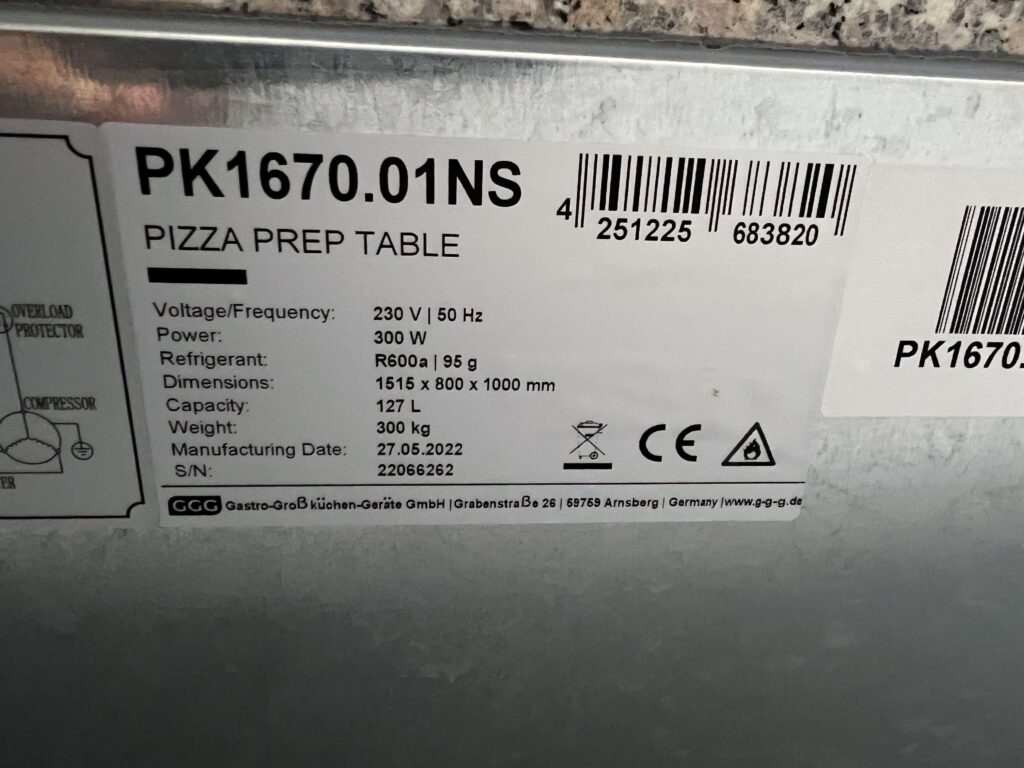 PK1670.01NS
4 251225 683820
PIZZA PREP TABLE
Voltage/Frequency: 230 V | 50 Hz
Power: 300 W
Refrigerant: R600a | 95 g
Dimensions: 1515 x 800 x 1000 mm
Capacity: 127 L
Weight: 300 kg
Manufacturing Date: 27.05.2022
S/N: 22066262
CE
GGG Gastro-Großküchen-Geräte GmbH | Grabenstraße 26 | 59759 Arnsberg | Germany | www.g-g-g.de
OVERLOAD
PROTECTOR
COMPRESSOR
PK1670.